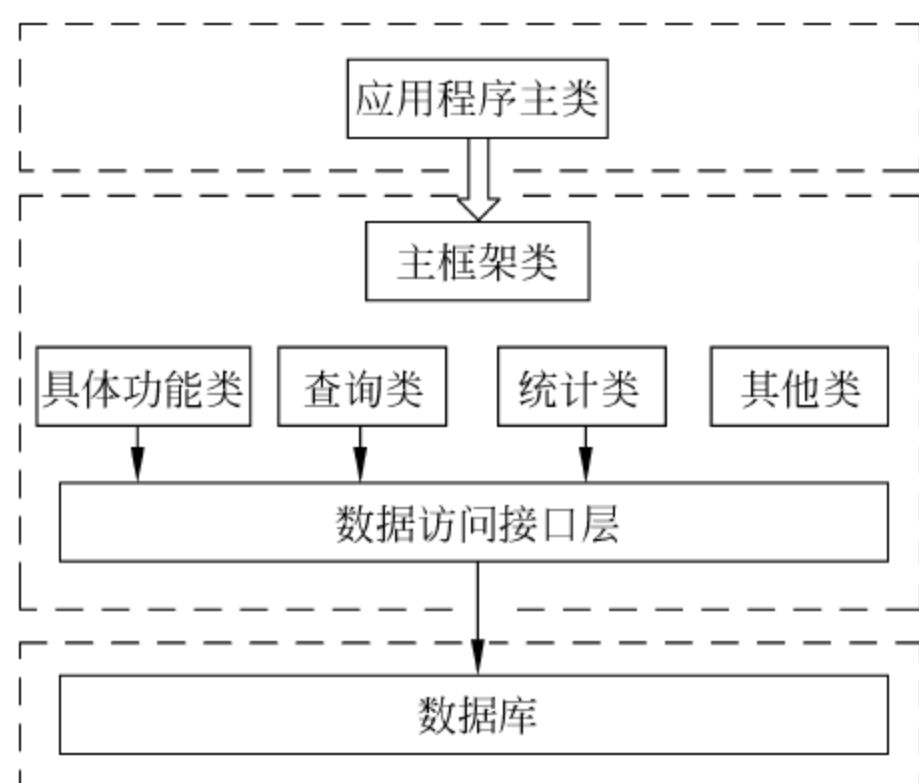 应用程序主类
主框架类
具体功能类
查询类
统计类
其他类
数据访问接口层
数据库